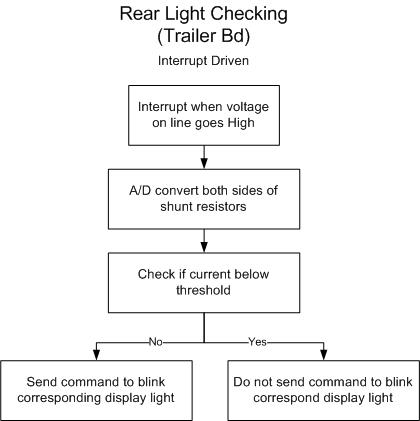 Rear Light Checking
(Trailer Bd)
Interrupt Driven
Interrupt when voltage
on line goes High
A/D convert both sides of
shunt resistors
Check if current below
threshold
No
Yes
Send command to blink
corresponding display light
Do not send command to blink
correspond display light